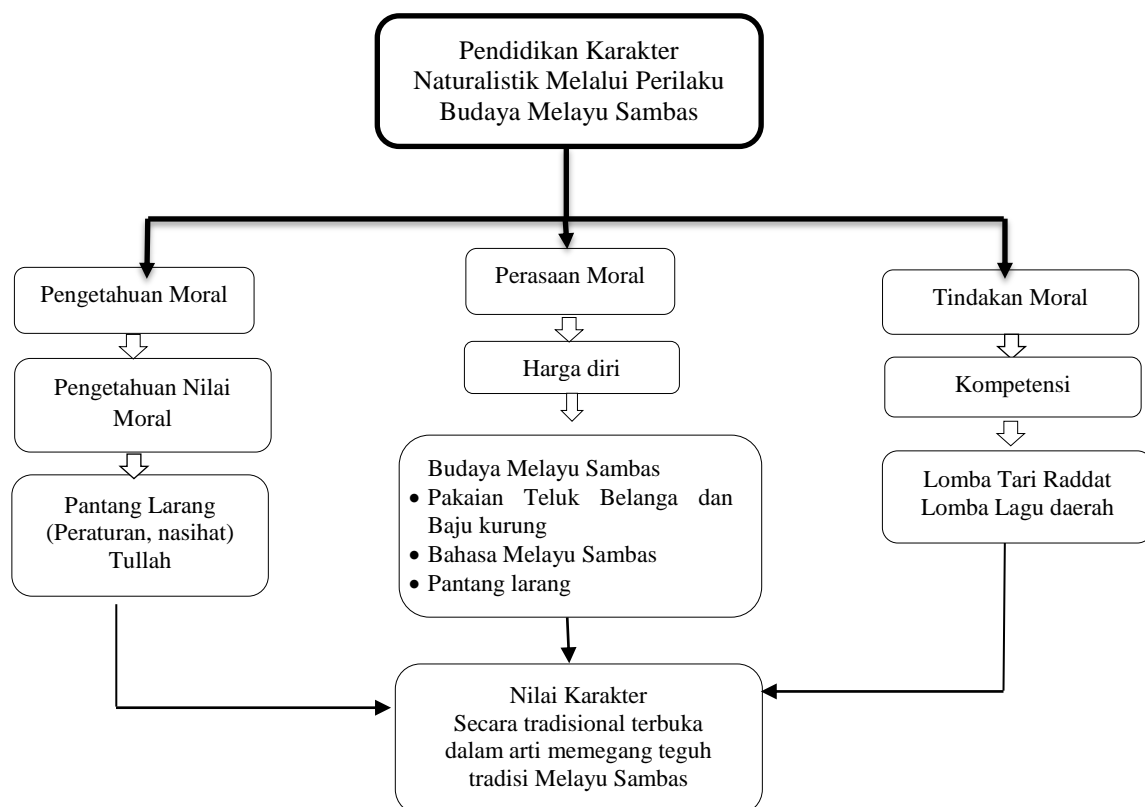 Pendidikan Karakter
Naturalistik Melalui Perilaku
Budaya Melayu Sambas
Pengetahuan Moral
Perasaan Moral
Tindakan Moral
Pengetahuan Nilai
Moral
Harga diri
Kompetensi
Pantang Larang
(Peraturan, nasihat)
Tullah
Budaya Melayu Sambas
• Pakaian Teluk Belanga dan
Baju kurung
• Bahasa Melayu Sambas
• Pantang larang
Lomba Tari Raddat
Lomba Lagu daerah
Nilai Karakter
Secara tradisional terbuka
dalam arti memegang teguh
tradisi Melayu Sambas